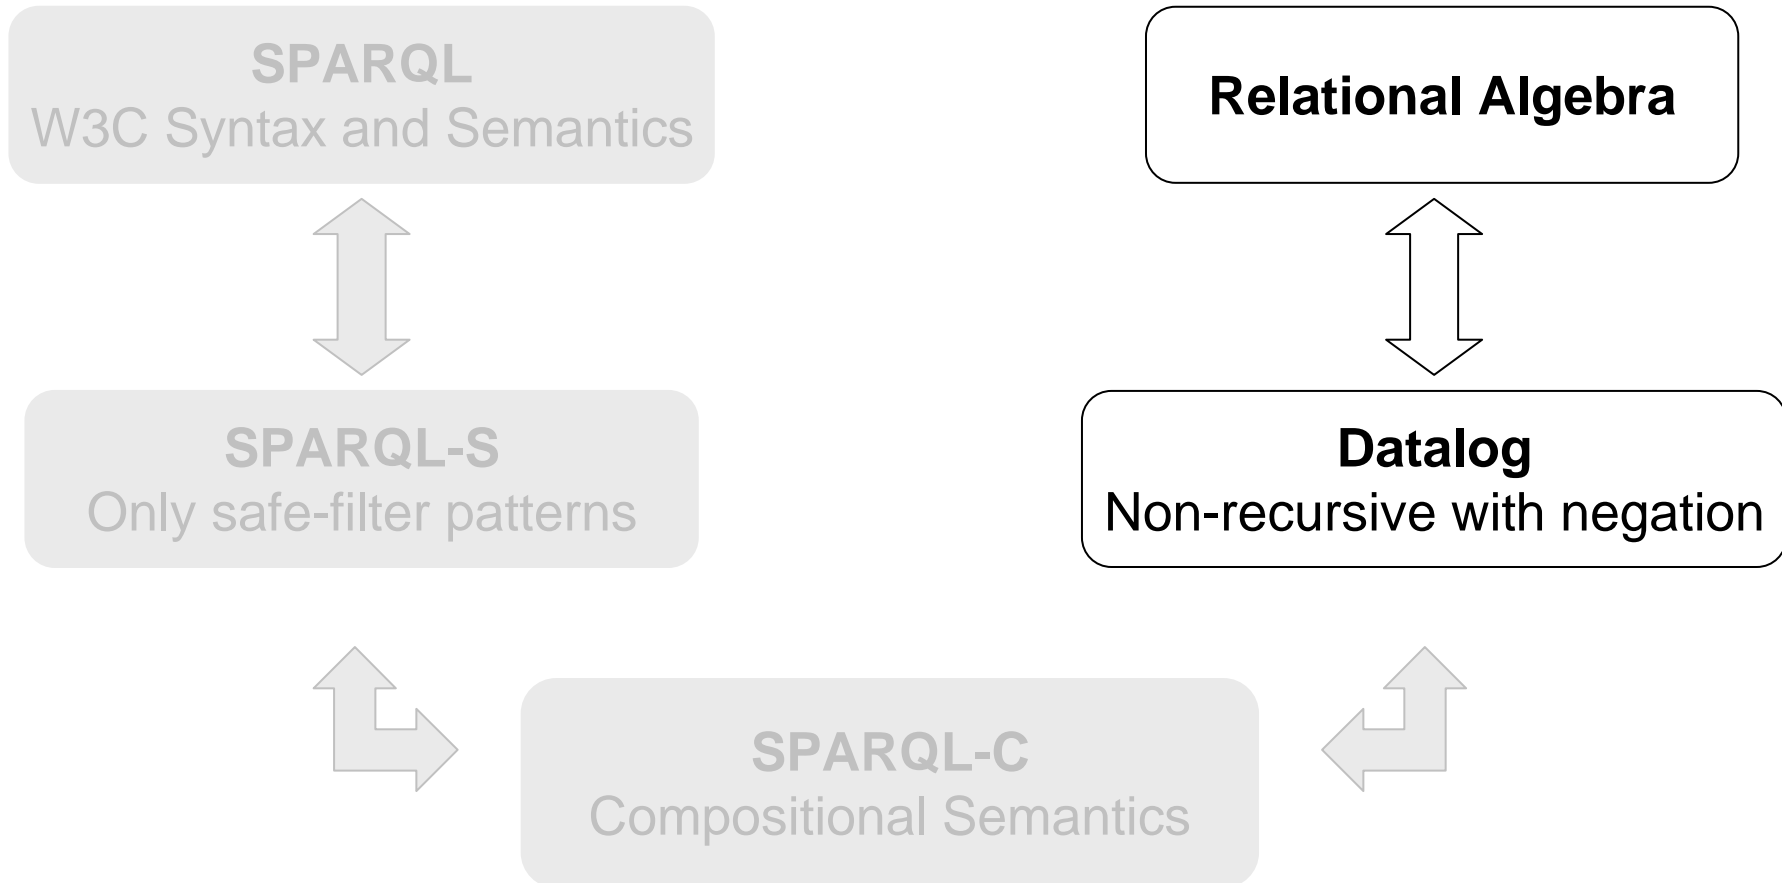 SPARQL
W3C Syntax and Semantics
Relational Algebra
SPARQL-S
Only safe-filter patterns
Datalog
Non-recursive with negation
SPARQL-C
Compositional Semantics